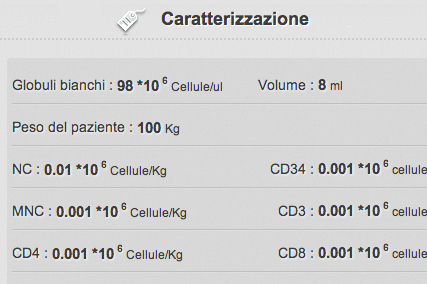 Caratterizzazione
Globuli bianchi : 98 *10 6 Cellule/ul Volume : 8 ml
Peso del paziente : 100 Kg
NC : 0.01 *10 6 Cellule/Kg CD34 : 0.001 *10 6 cellule
MNC : 0.001 *10 6 Cellule/Kg CD3 : 0.001 *10 6 cellule
CD4 : 0.001 *10 6 Cellule/Kg CD8 : 0.001 *10 6 cellule